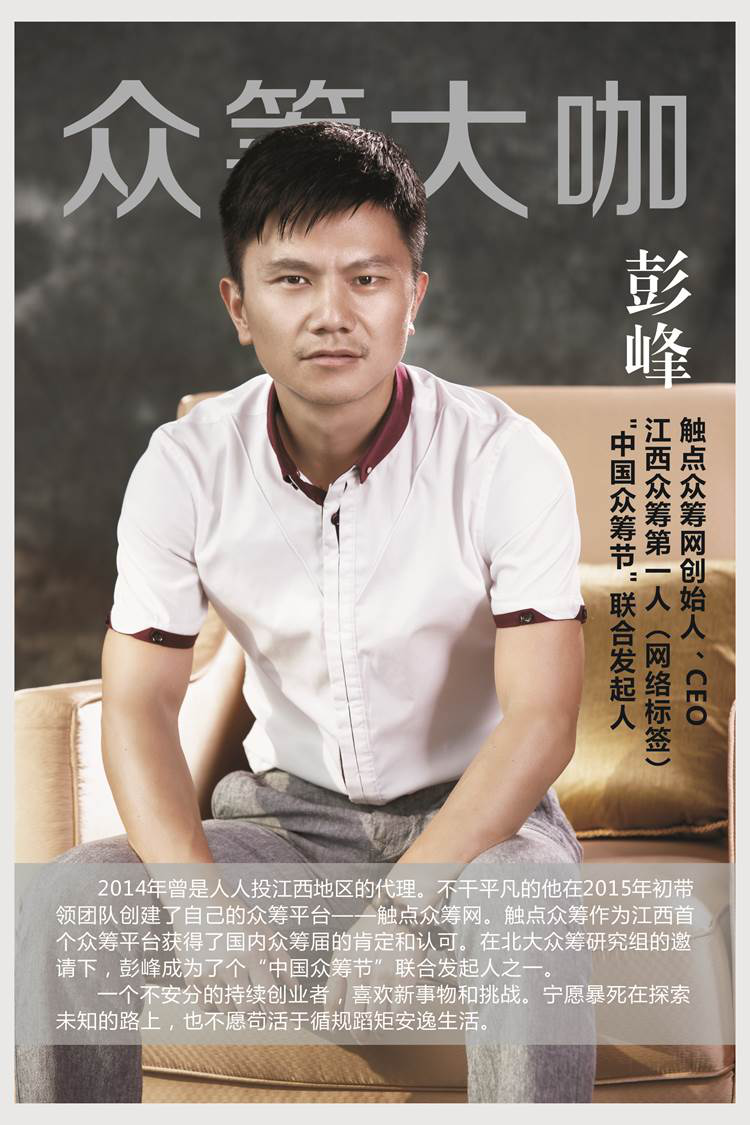 众筹大咖
彭峰
触点众筹网创始人、CEO
江西众筹第一人（网络标签）
"中国众筹节"联合发起人
2014年曾是人人投江西地区的代理。不干平凡的他在2015年初带
领团队创建了自己的众筹平台——触点众筹网。触点众筹作为江西首
个众筹平台获得了国内众筹届的肯定和认可。在北大众筹研究组的邀
请下，彭峰成为了个“中国众筹节”联合发起人之一。
一个不安分的持续创业者，喜欢新事物和挑战。宁愿暴死在探索
未知的路上，也不愿苟活于循规蹈矩安逸生活。